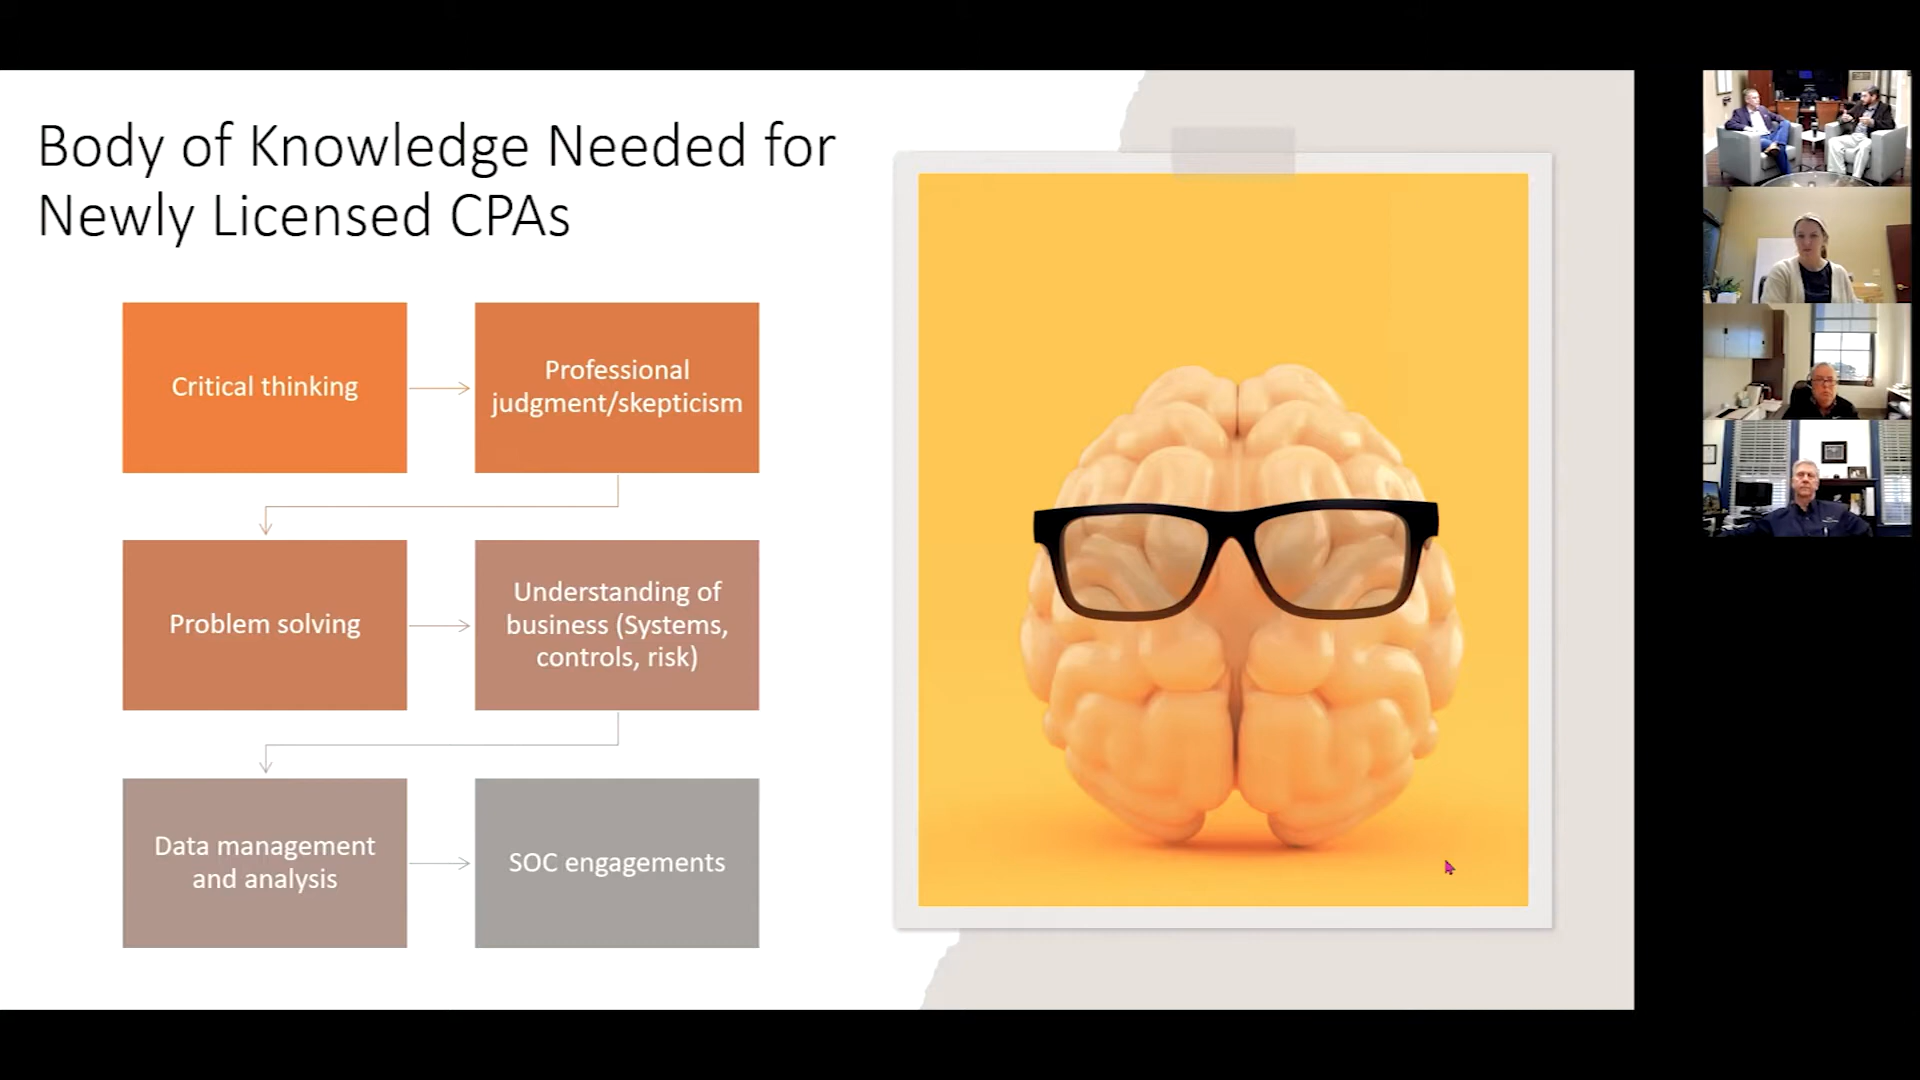 Body of Knowledge Needed for
Newly Licensed CPAs
Critical thinking
Professional
judgment/skepticism
Problem solving
Understanding of
business (Systems,
controls, risk)
Data management
and analysis
SOC engagements